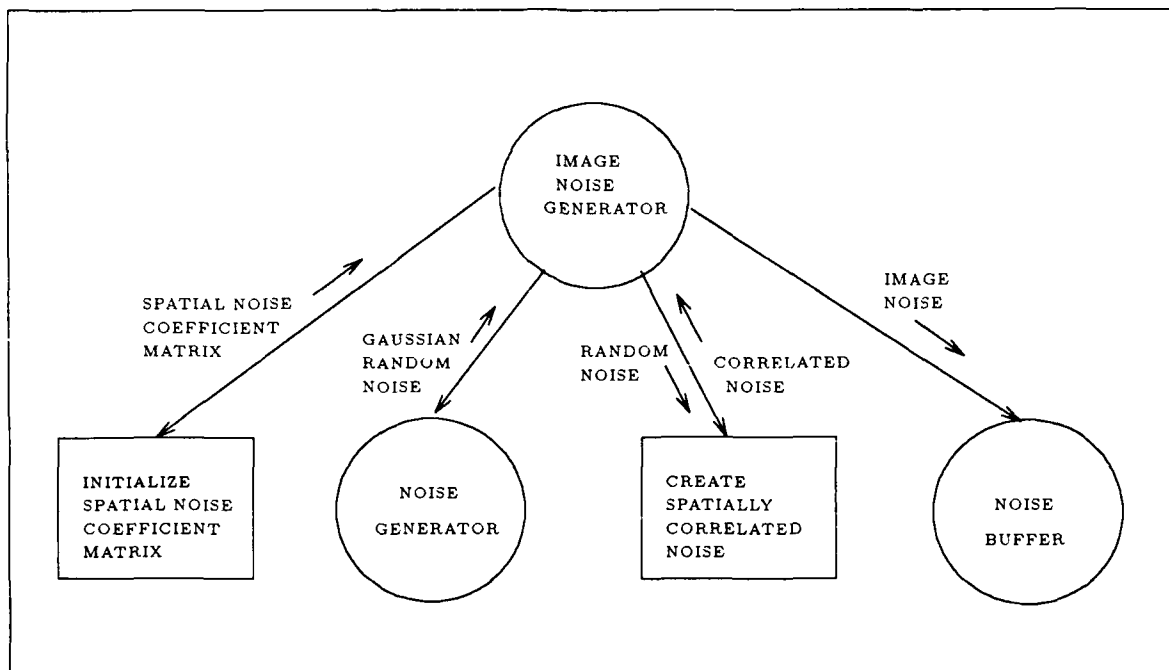 IMAGE
NOISE
GENERATOR
SPATIAL NOISE
COEFFICIENT
MATRIX
GAUSSIAN
RANDOM
NOISE
RANDOM
NOISE
CORRELATED
NOISE
IMAGE
NOISE
INITIALIZE
SPATIAL NOISE
COEFFICIENT
MATRIX
NOISE
GENERATOR
CREATE
SPATIALLY
CORRELATED
NOISE
NOISE
BUFFER